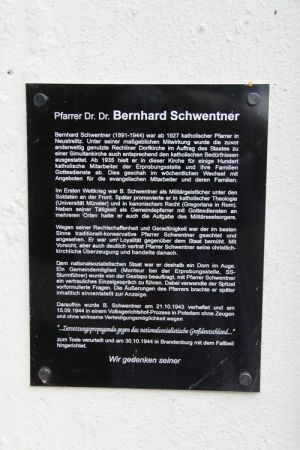 Pfarrer Dr. Dr. Bernhard Schwentner
Bernhard Schwentner (1891-1944) war ab 1927 katholischer Pfarrer in
Neustrelitz. Unter seiner maßgeblichen Mitwirkung wurde die zuvor
anderweitig genutzte Rechliner Dorfkirche im Auftrag des Staates zu
einer Simultankirche auch entsprechend den katholischen Bedürfnissen
ausgestattet. Ab 1935 hielt er in dieser Kirche für einige Hundert
katholische Mitarbeiter der Erprobungsstelle und ihre Familien
Gottesdienste ab. Dies geschah im wöchentlichen Wechsel mit
Angeboten für die evangelischen Mitarbeiter und deren Familien.
Im Ersten Weltkrieg war B. Schwentner als Militärgeistlicher unter den
Soldaten an der Front. Später promovierte er in katholischer Theologie
(Universität Münster) und in kanonischem Recht (Gregoriana in Rom).
Neben seiner Tätigkeit als Gemeindepfarrer mit Gottesdiensten an
mehreren Orten hatte er auch die Aufgabe des Militärseelsorgers.
Wegen seiner Rechtschaffenheit und Geradlinigkeit war der im besten
Sinne traditionell-konservative Pfarrer Schwentner geachtet und
angesehen. Er war um Loyalität gegenüber dem Staat bemüht. Mit
Vorsicht, aber auch deutlich vertrat Pfarrer Schwentner seine christlich-
kirchliche Überzeugung und handelte danach.
Dem nationalsozialistischen Staat war er deshalb ein Dorn im Auge.
Ein Gemeindemitglied (Monteur bei der Erprobungsstelle, SS-
Sturmführer) wurde von der Gestapo beauftragt, mit Pfarrer Schwentner
ein vertrauliches Einzelgespräch zu führen. Dabei verwandte der Spitzel
vorformulierte Fragen. Die Äußerungen des Pfarrers brachte er später
inhaltlich sinnentstellt zur Anzeige.
Daraufhin wurde B. Schwentner am 21.10.1943 verhaftet und am
15.09.1944 in einem Volksgerichtshof-Prozess in Potsdam ohne Zeugen
und ohne wirksame Verteidigungsmöglichkeit wegen
"...Zersetzungspropaganda gegen das nationalsozialistische Großdeutschland..."
zum Tode verurteilt und am 30.10.1944 in Brandenburg mit dem Fallbeil
hingerichtet.
Wir gedenken seiner